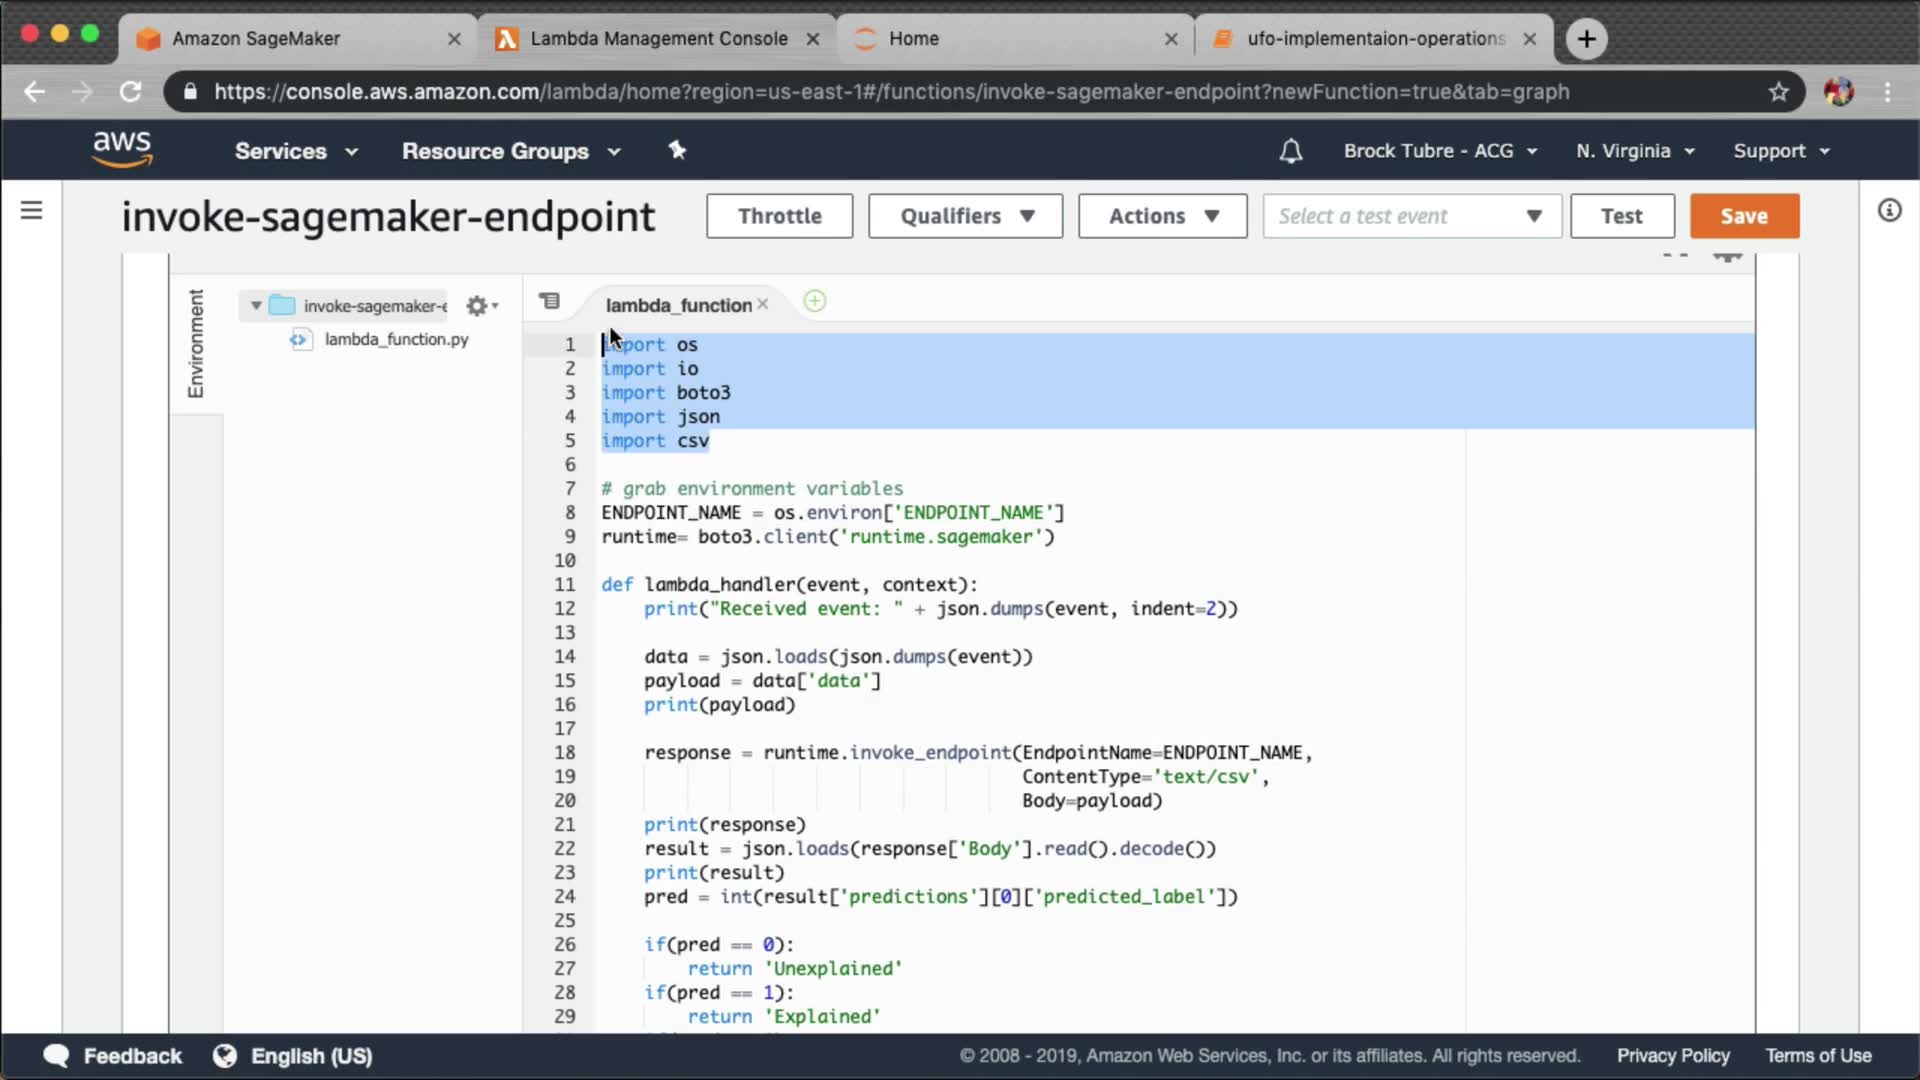 Amazon SageMaker
Lambda Management Console
Home
ufo-implementaion-operations
https://console.aws.amazon.com/lambda/home?region=us-east-1#/functions/invoke-sagemaker-endpoint?newFunction=true&tab=graph
aws
Services
Resource Groups
Brock Tubre - ACG
N. Virginia
Support
invoke-sagemaker-endpoint
Throttle
Qualifiers
Actions
Select a test event
Test
Save
Environment
invoke-sagemaker-e
lambda_function.py
lambda_function
1 import os
2 import io
3 import boto3
4 import json
5 import csv
6
7 # grab environment variables
8 ENDPOINT_NAME = os.environ['ENDPOINT_NAME']
9 runtime= boto3.client('runtime.sagemaker')
10
11 def lambda_handler(event, context):
12     print("Received event: " + json.dumps(event, indent=2))
13
14     data = json.loads(json.dumps(event))
15     payload = data['data']
16     print(payload)
17
18     response = runtime.invoke_endpoint(EndpointName=ENDPOINT_NAME,
19                                        ContentType='text/csv',
20                                        Body=payload)
21     print(response)
22     result = json.loads(response['Body'].read().decode())
23     print(result)
24     pred = int(result['predictions'][0]['predicted_label'])
25
26     if(pred == 0):
27         return 'Unexplained'
28     if(pred == 1):
29         return 'Explained'
Feedback
English (US)
© 2008 - 2019, Amazon Web Services, Inc. or its affiliates. All rights reserved.
Privacy Policy
Terms of Use